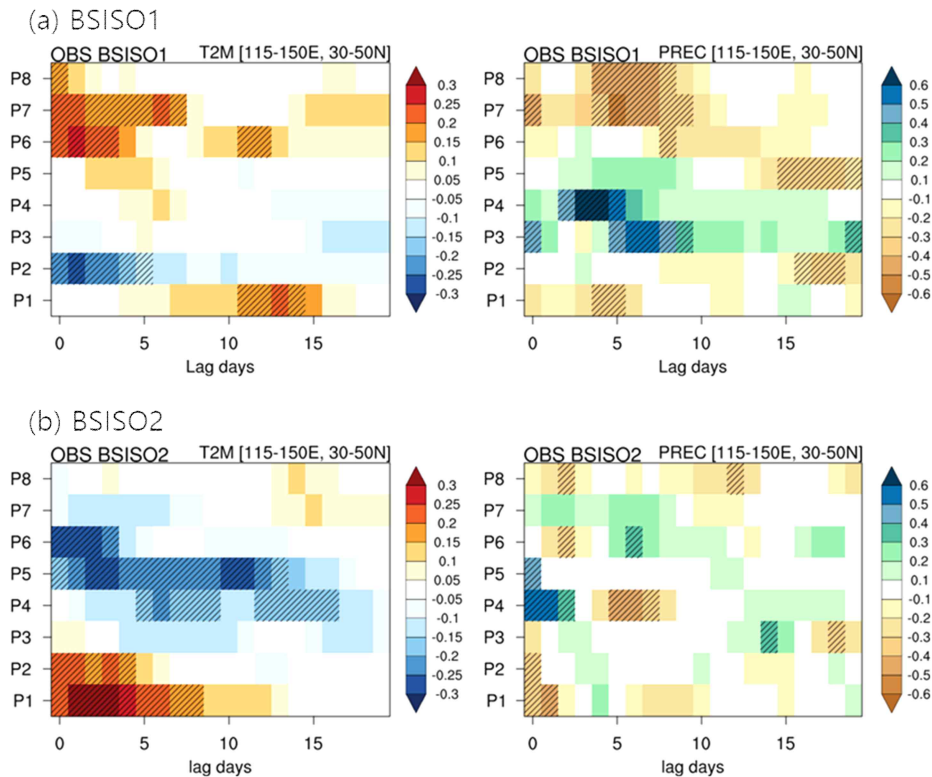 (a) BSISO1
OBS BSISO1 T2M [115-150E, 30-50N]
P8
P7
P6
P5
P4
P3
P2
P1
0 5 10 15
Lag days
0.3
0.25
0.2
0.15
0.1
0.05
-0.05
-0.1
-0.15
-0.2
-0.25
-0.3
OBS BSISO1 PREC [115-150E, 30-50N]
P8
P7
P6
P5
P4
P3
P2
P1
0 5 10 15
Lag days
0.6
0.5
0.4
0.3
0.2
0.1
-0.1
-0.2
-0.3
-0.4
-0.5
-0.6
(b) BSISO2
OBS BSISO2 T2M [115-150E, 30-50N]
P8
P7
P6
P5
P4
P3
P2
P1
0 5 10 15
lag days
0.3
0.25
0.2
0.15
0.1
0.05
-0.05
-0.1
-0.15
-0.2
-0.25
-0.3
OBS BSISO2 PREC [115-150E, 30-50N]
P8
P7
P6
P5
P4
P3
P2
P1
0 5 10 15
lag days
0.6
0.5
0.4
0.3
0.2
0.1
-0.1
-0.2
-0.3
-0.4
-0.5
-0.6